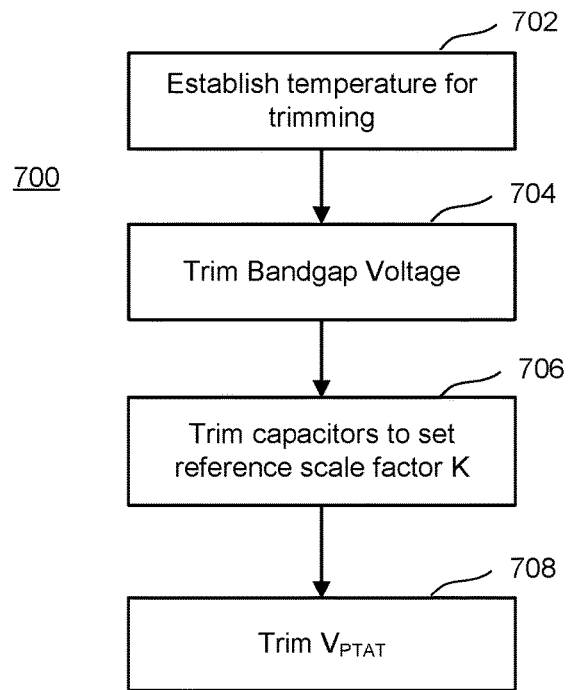 702
Establish temperature for
trimming
700
704
Trim Bandgap Voltage
706
Trim capacitors to set
reference scale factor K
708
Trim VPTAT